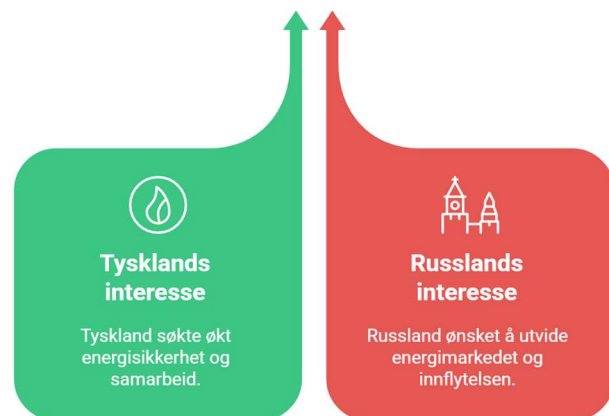 Tysklands
interesse
Tyskland søkte økt
energisikkerhet og
samarbeid.
Russlands
interesse
Russland ønsket å utvide
energimarkedet og
innflytelsen.